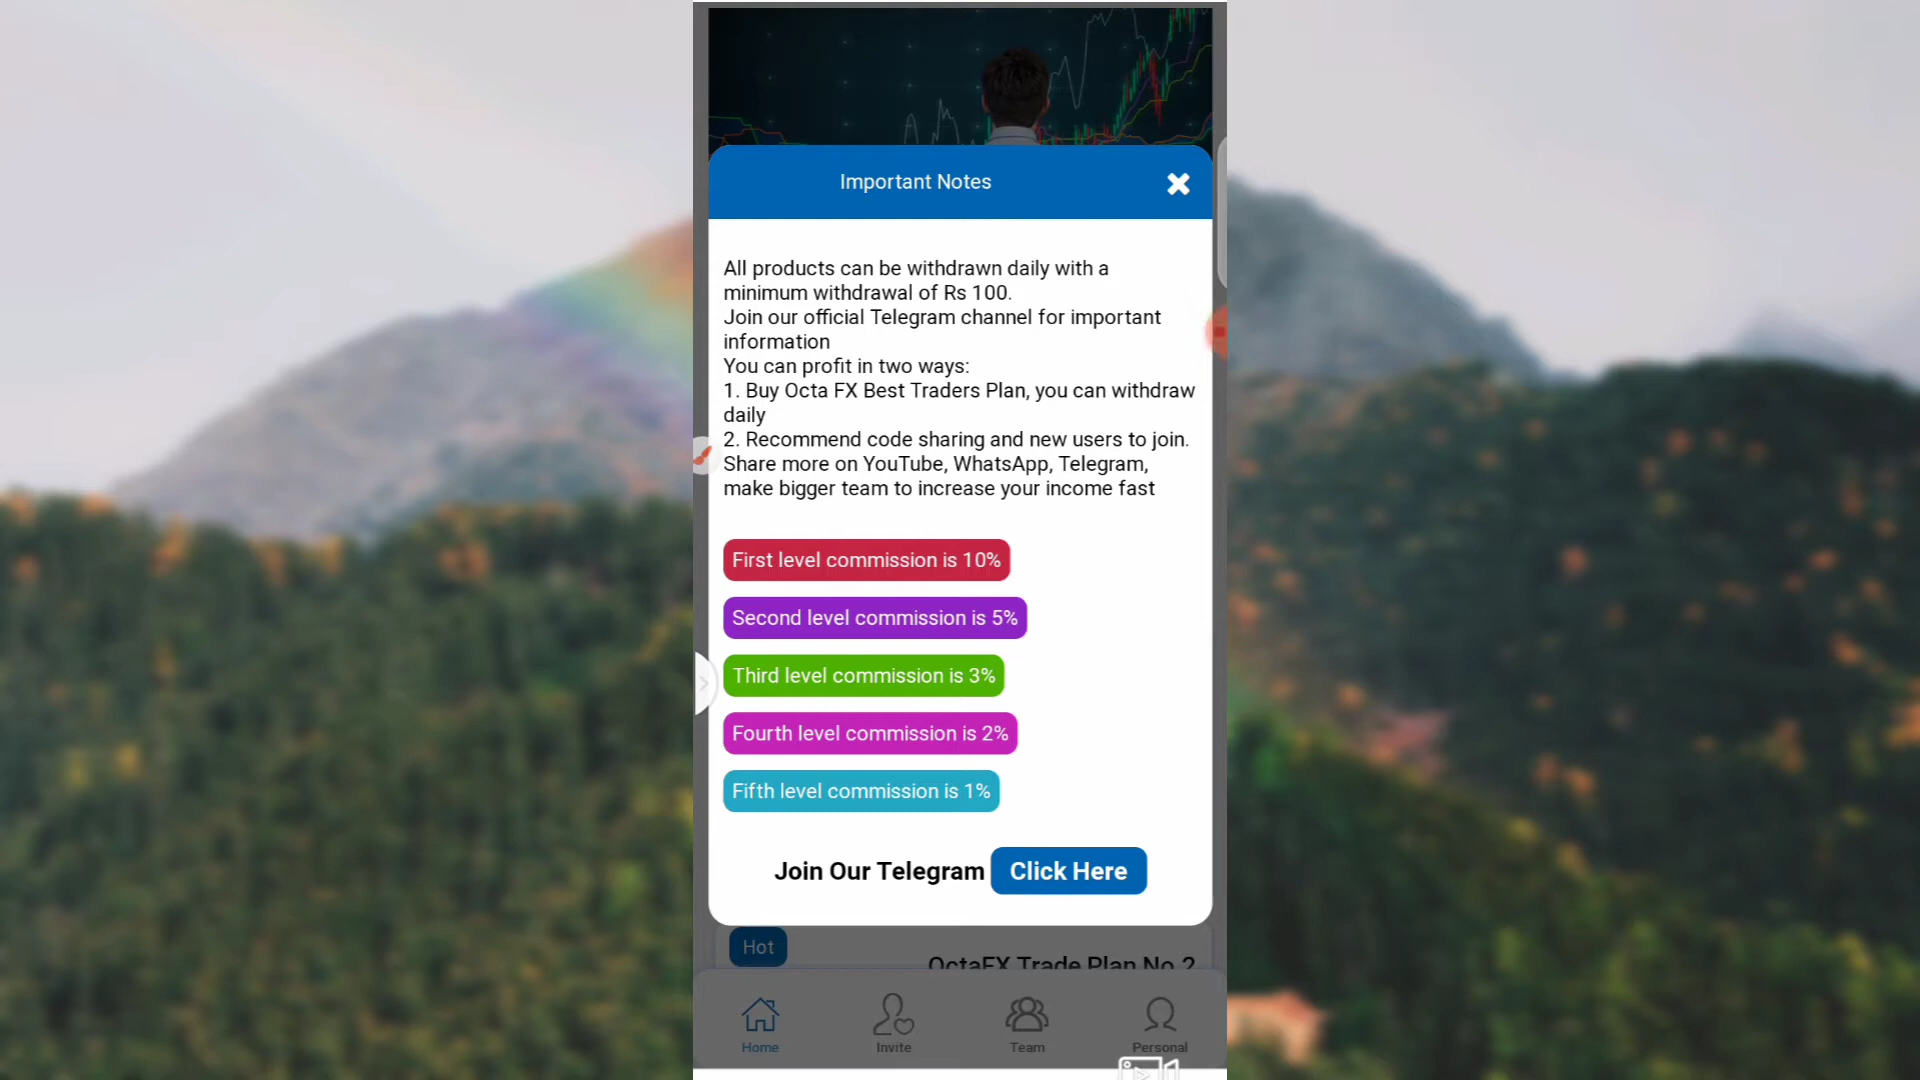 Important Notes
All products can be withdrawn daily with a
minimum withdrawal of Rs 100.
Join our official Telegram channel for important
information
You can profit in two ways:
1. Buy Octa FX Best Traders Plan, you can withdraw
daily
2. Recommend code sharing and new users to join.
Share more on YouTube, WhatsApp, Telegram,
make bigger team to increase your income fast
First level commission is 10%
Second level commission is 5%
Third level commission is 3%
Fourth level commission is 2%
Fifth level commission is 1%
Join Our Telegram Click Here
Hot
OctaFX Trade Plan No 2
Home Invite Team Personal